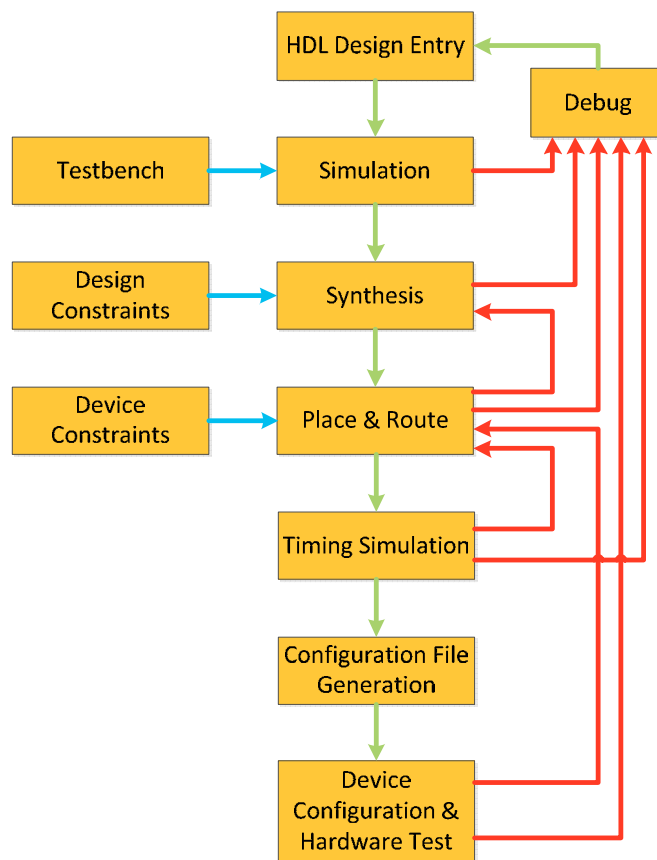 HDL Design Entry
Debug
Testbench
Simulation
Design
Constraints
Synthesis
Device
Constraints
Place & Route
Timing Simulation
Configuration File
Generation
Device
Configuration &
Hardware Test